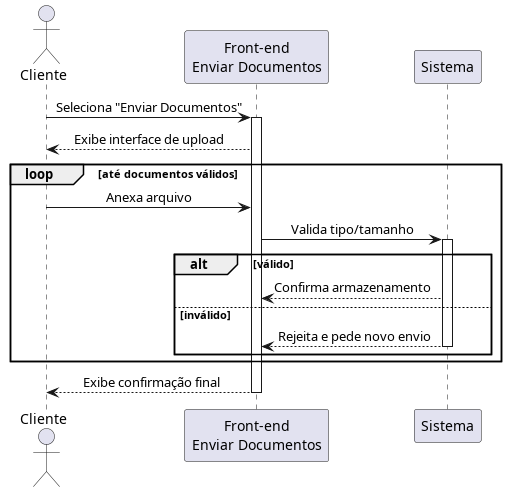 Cliente
Front-end
Enviar Documentos
Sistema
Seleciona "Enviar Documentos"
Exibe interface de upload
loop [até documentos válidos]
Anexa arquivo
Valida tipo/tamanho
alt [válido]
Confirma armazenamento
[inválido]
Rejeita e pede novo envio
Exibe confirmação final
Cliente
Front-end
Enviar Documentos
Sistema